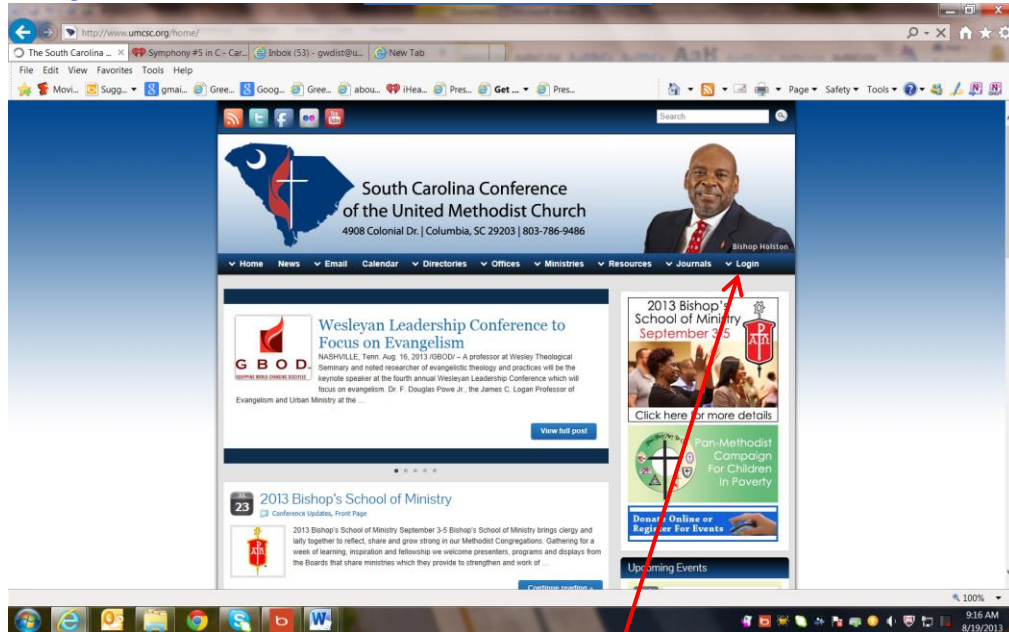 http://www.umcsc.org/home/
The South Carolina ... Symphony #5 in C - Car... Inbox (53) - gwdist@u... New Tab
File Edit View Favorites Tools Help
Movi... Sugg... gmai... Gree... Goog... Gree... abou... iHea... Pres... Get ... Pres... Page Safety Tools
Search
South Carolina Conference
of the United Methodist Church
4908 Colonial Dr. | Columbia, SC 29203 | 803-786-9486
Bishop Holston
Home News Email Calendar Directories Offices Ministries Resources Journals Login
Wesleyan Leadership Conference to
Focus on Evangelism
GBOD
NASHVILLE, Tenn. Aug. 16, 2013 /GBOD/ – A professor at Wesley Theological
Seminary and noted researcher of evangelistic theology and practices will be the
keynote speaker at the fourth annual Wesleyan Leadership Conference which will
focus on evangelism. Dr. F. Douglas Powe Jr., the James C. Logan Professor of
Evangelism and Urban Ministry at the ...
View full post
2013 Bishop's
School of Ministry
September 3-5
Click here for more details
Pan-Methodist
Campaign
For Children
In Poverty
Donate Online or
Register For Events
Upcoming Events
23
2013 Bishop's School of Ministry
Conference Updates, Front Page
2013 Bishop's School of Ministry September 3-5 Bishop's School of Ministry brings clergy and
laity together to reflect, share and grow strong in our Methodist Congregations. Gathering for a
week of learning, inspiration and fellowship we welcome presenters, programs and displays from
the Boards that share ministries which they provide to strengthen and work of ...
Continue reading »
100%
9:16 AM
8/19/2013